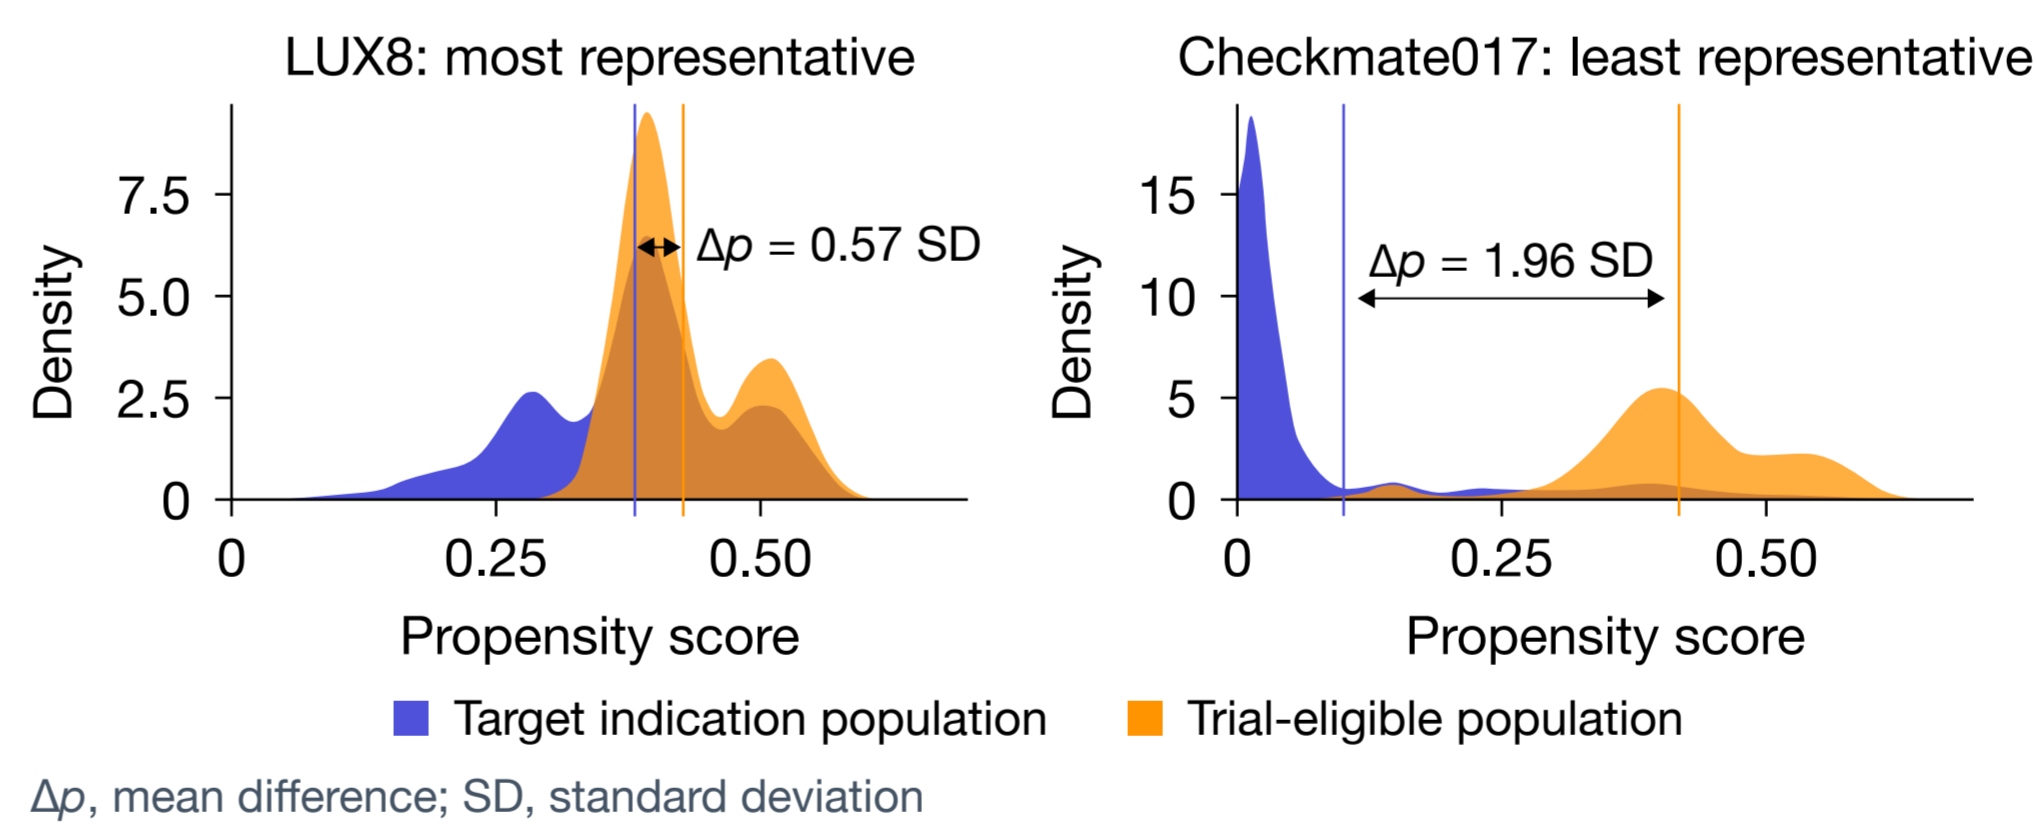 LUX8: most representative
Density
7.5
5.0
2.5
0
Δp = 0.57 SD
0 0.25 0.50
Propensity score
Checkmate017: least representative
Density
15
10
5
0
Δp = 1.96 SD
0 0.25 0.50
Propensity score
Target indication population
Trial-eligible population
Δp, mean difference; SD, standard deviation